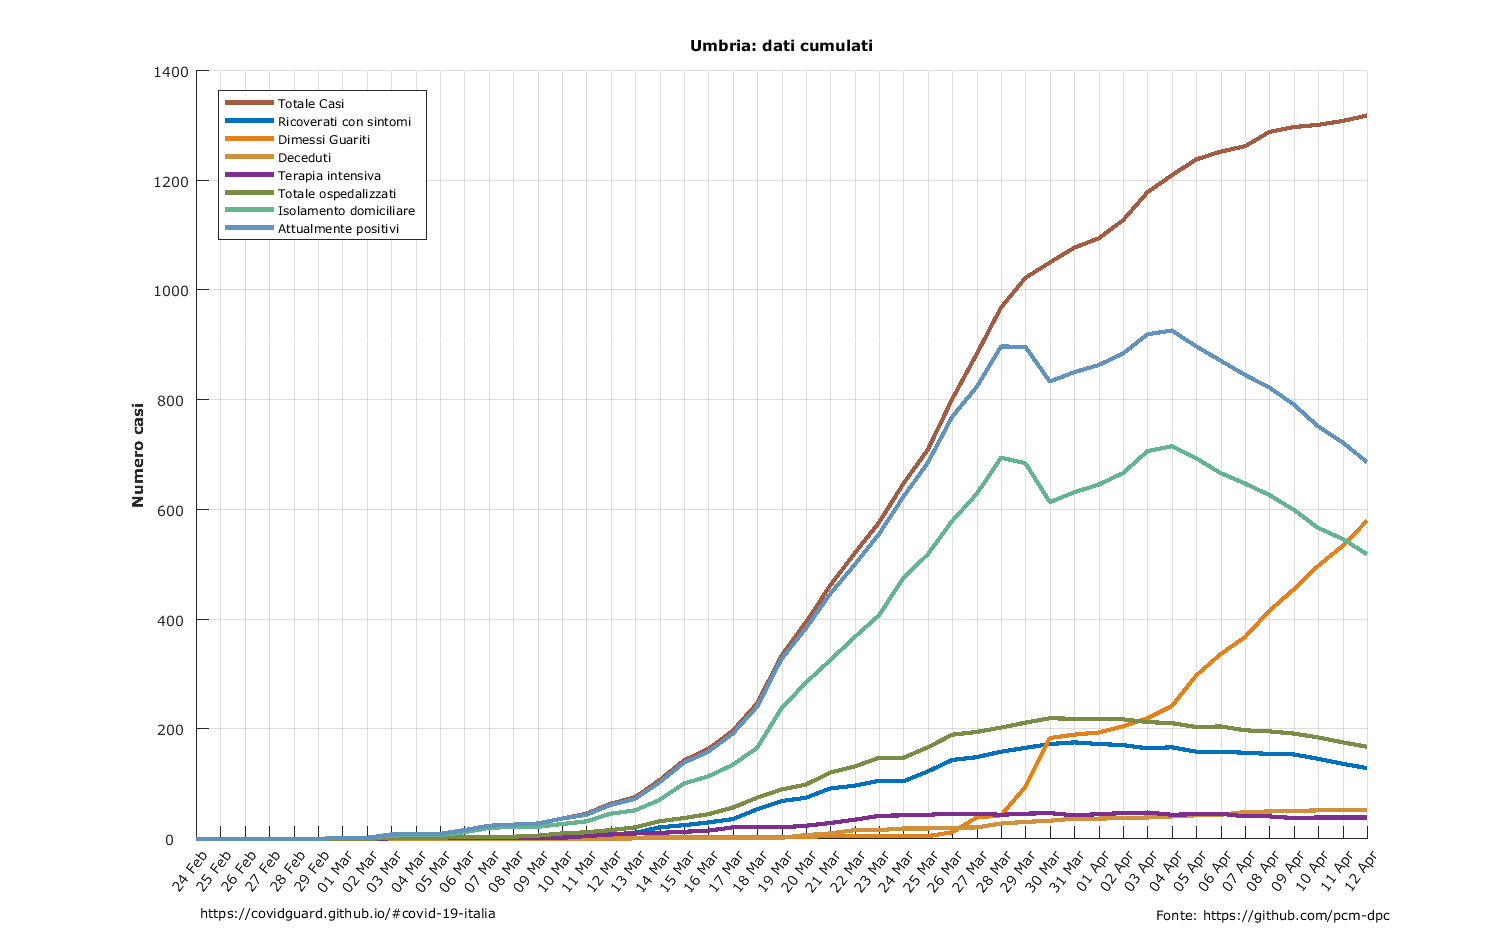 Umbria: dati cumulati
1400
1200
1000
800
600
400
200
0
Numero casi
Totale Casi
Ricoverati con sintomi
Dimessi Guariti
Deceduti
Terapia intensiva
Totale ospedalizzati
Isolamento domiciliare
Attualmente positivi
24 Feb
25 Feb
26 Feb
27 Feb
28 Feb
29 Feb
01 Mar
02 Mar
03 Mar
04 Mar
05 Mar
06 Mar
07 Mar
08 Mar
09 Mar
10 Mar
11 Mar
12 Mar
13 Mar
14 Mar
15 Mar
16 Mar
17 Mar
18 Mar
19 Mar
20 Mar
21 Mar
22 Mar
23 Mar
24 Mar
25 Mar
26 Mar
27 Mar
28 Mar
29 Mar
30 Mar
31 Mar
01 Apr
02 Apr
03 Apr
04 Apr
05 Apr
06 Apr
07 Apr
08 Apr
09 Apr
10 Apr
11 Apr
12 Apr
https://covidguard.github.io/#covid-19-italia
Fonte: https://github.com/pcm-dpc